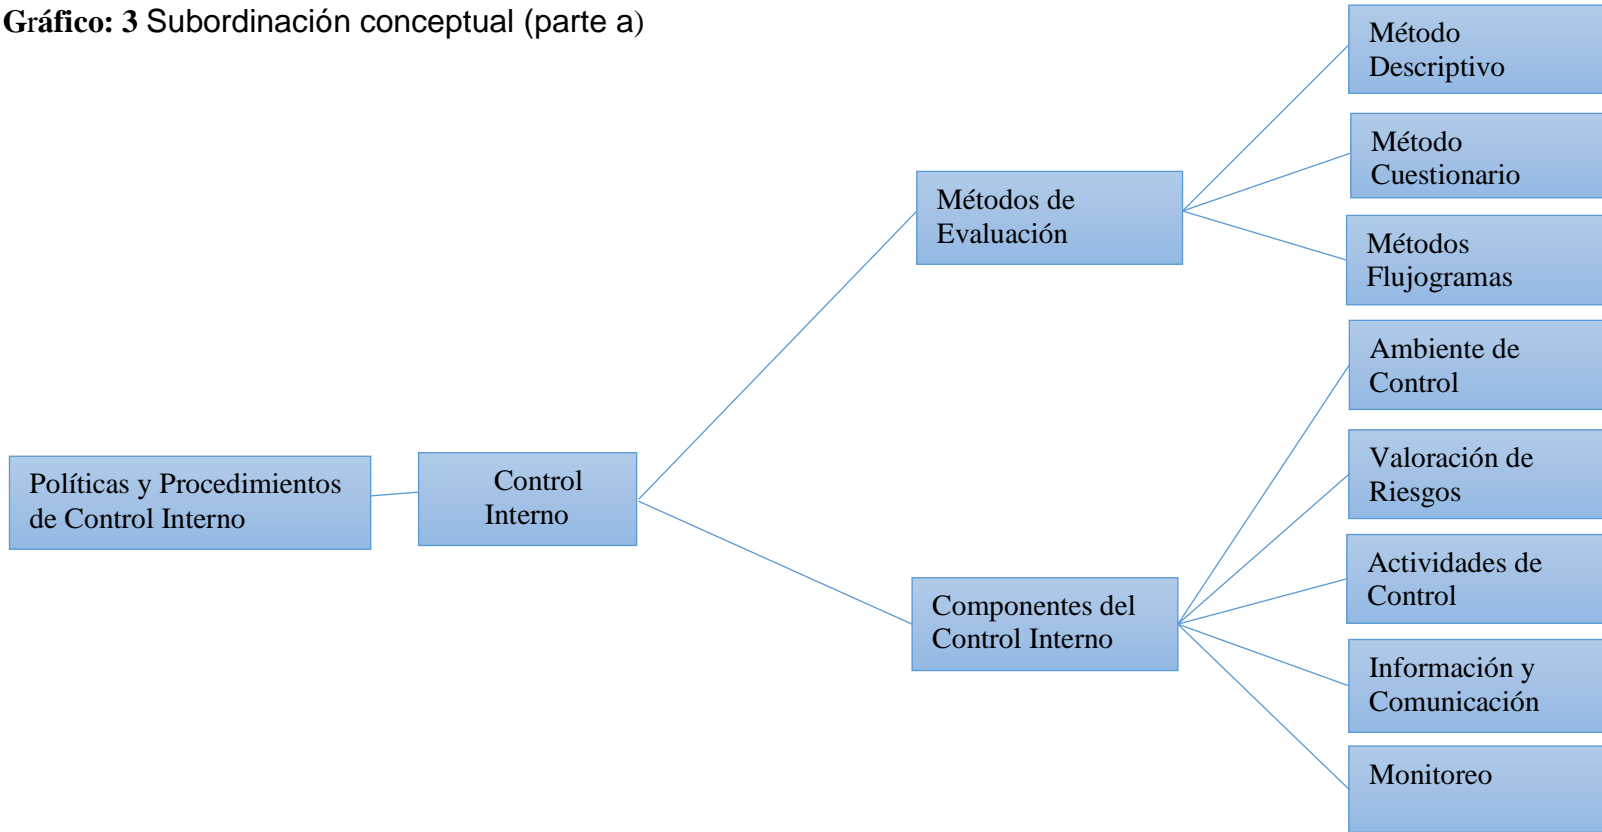 Gráfico: 3 Subordinación conceptual (parte a)
Método
Descriptivo
Método
Cuestionario
Métodos de
Evaluación
Métodos
Flujogramas
Ambiente de
Control
Políticas y Procedimientos
de Control Interno
Control
Interno
Valoración de
Riesgos
Actividades de
Control
Componentes del
Control Interno
Información y
Comunicación
Monitoreo